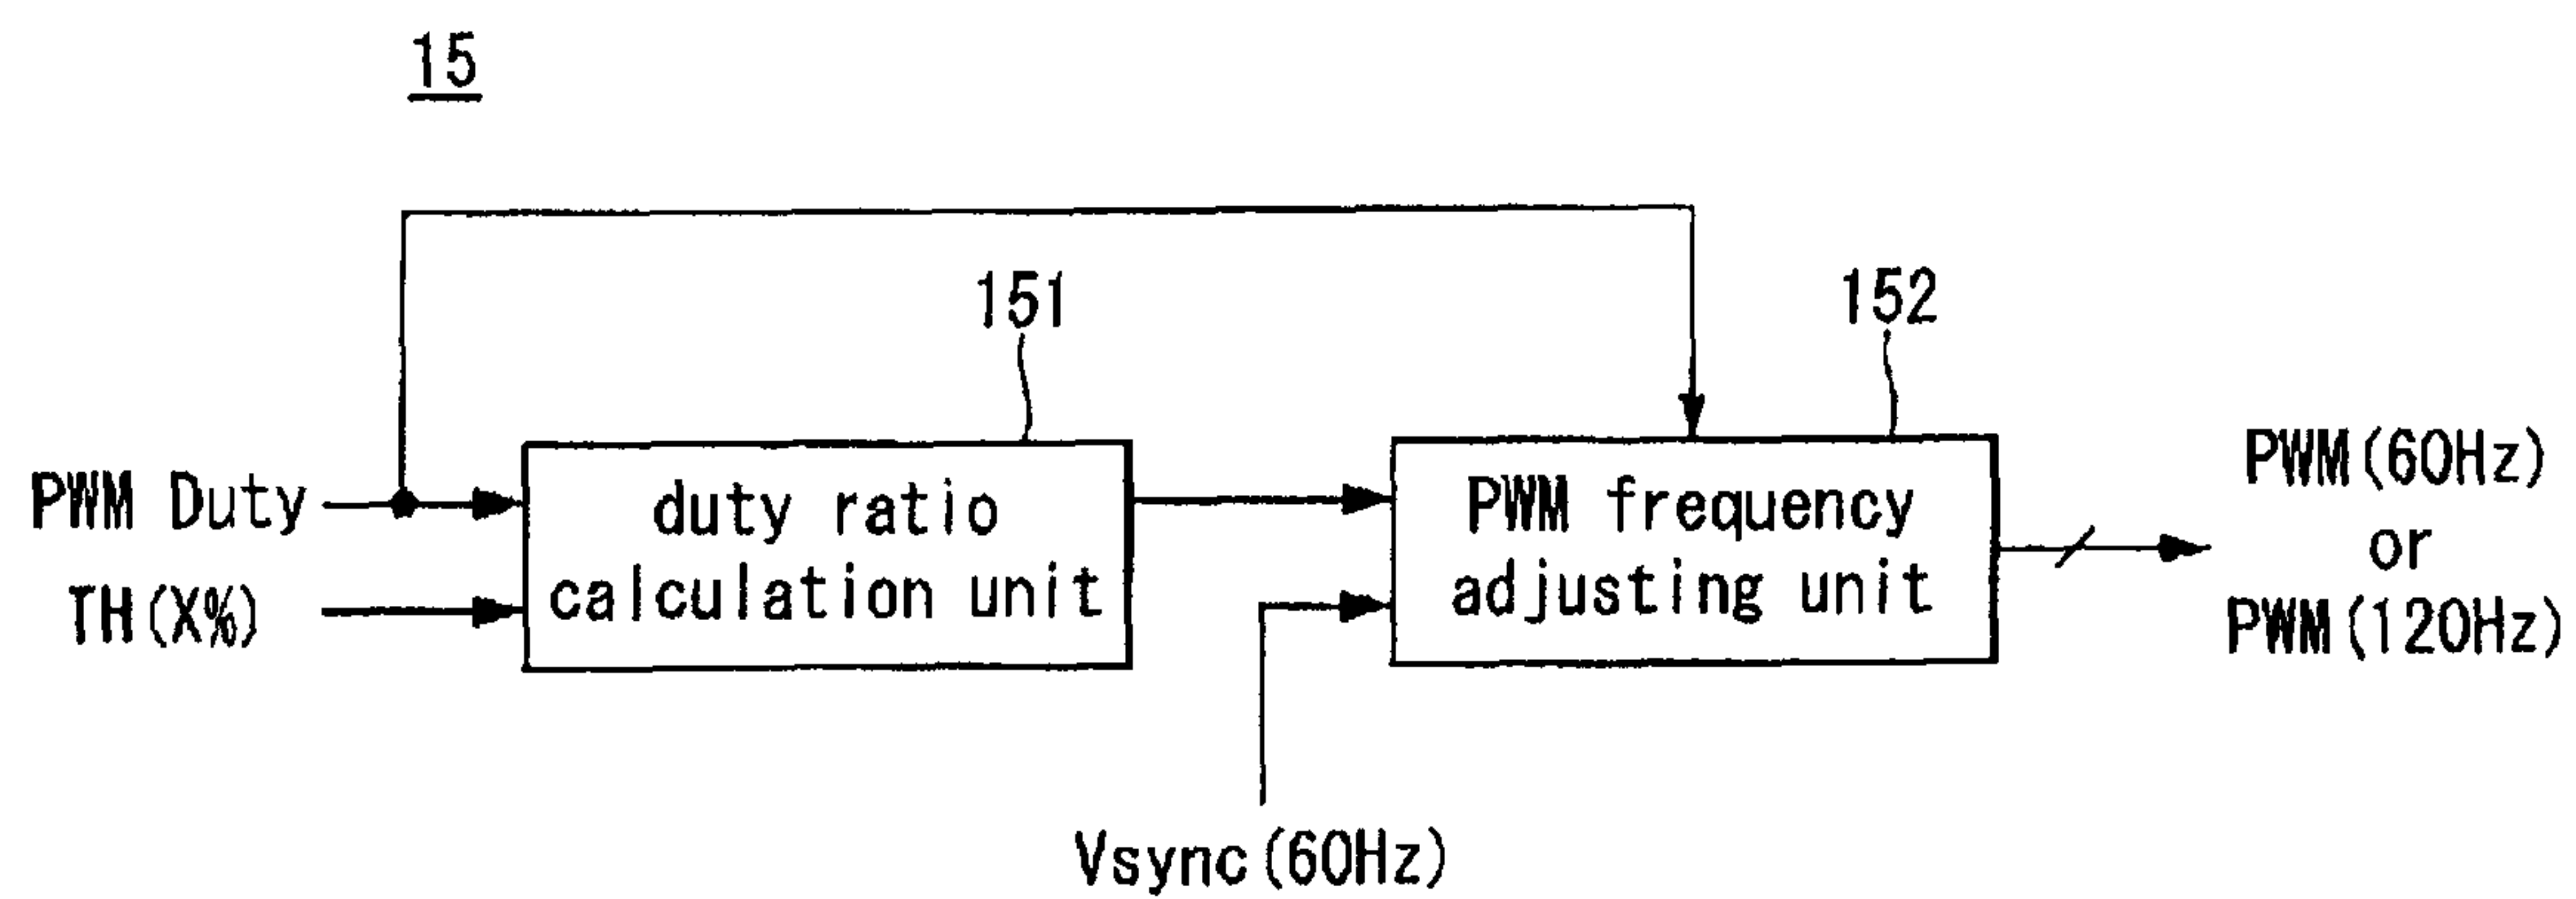 15
151
152
PWM Duty
TH(X%)
duty ratio
calculation unit
PWM frequency
adjusting unit
PWM(60Hz)
or
PWM(120Hz)
Vsync(60Hz)